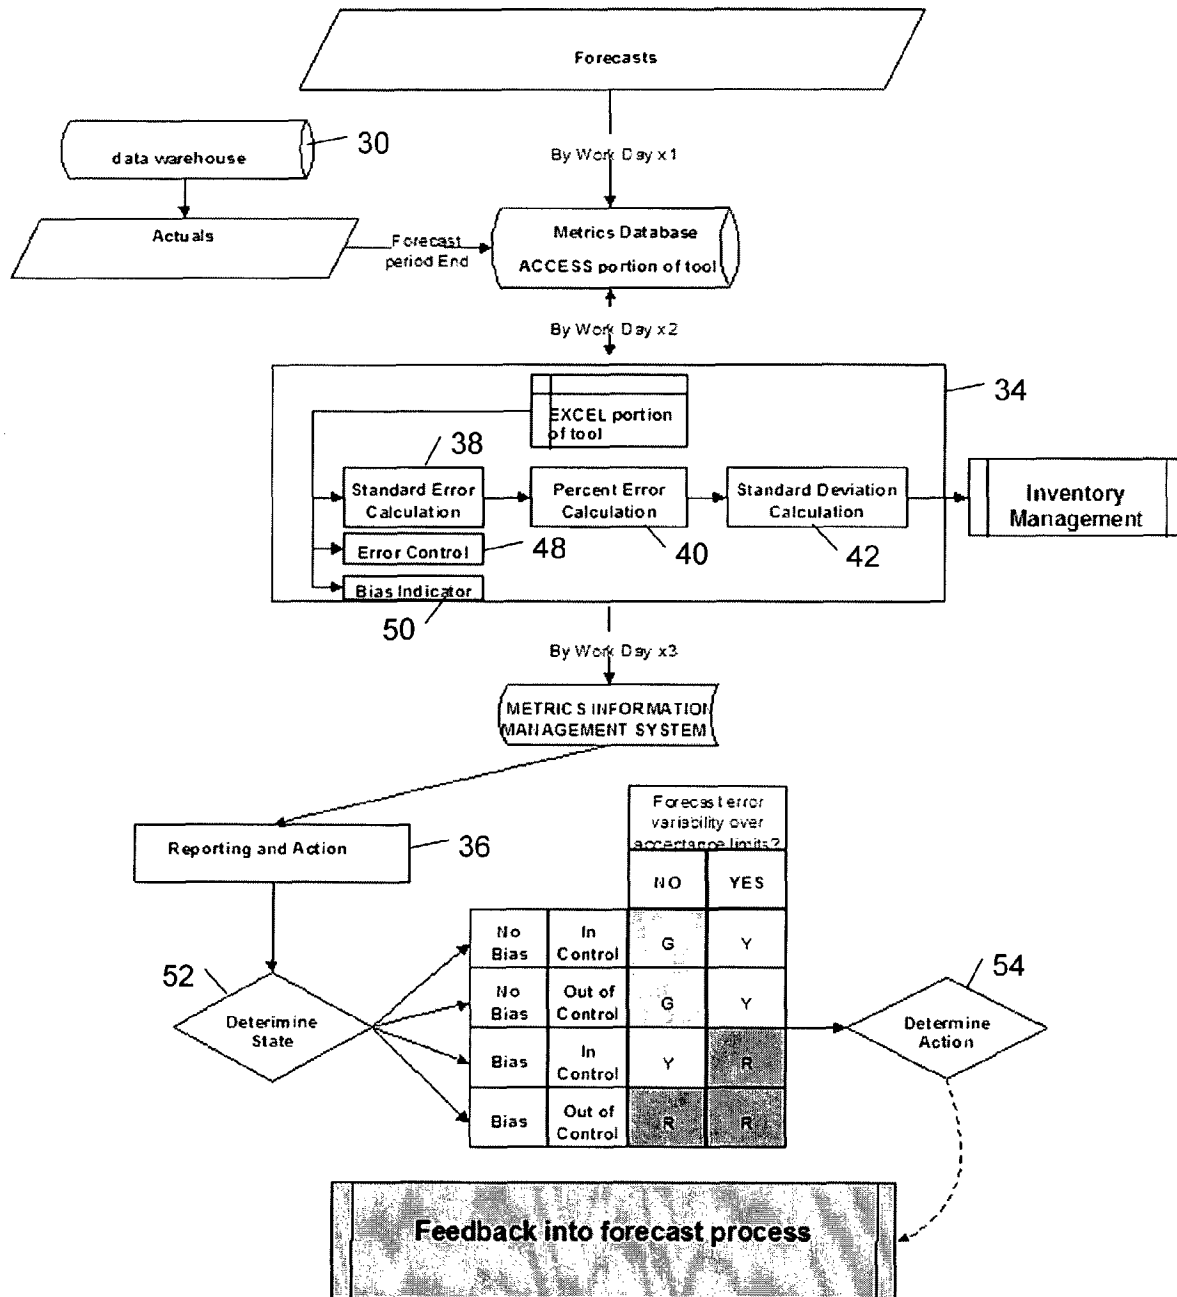 Forecasts
30
data warehouse
By Work Day x1
Actuals
Forecast
period End
Metrics Database
ACCESS portion of tool
By Work Day x2
34
EXCEL portion
of tool
38
Standard Error
Calculation
Percent Error
Calculation
Standard Deviation
Calculation
Inventory
Management
Error Control
48
40
42
Bias Indicator
50
By Work Day x3
METRICS INFORMATION
MANAGEMENT SYSTEM
Forecast error
variability over
acceptance limits?
Reporting and Action
36
NO YES
No Bias In Control G Y
52
54
No Bias Out of Control G Y
Deterimine
State
Determine
Action
Bias In Control Y R
Bias Out of Control R R
Feedback into forecast process